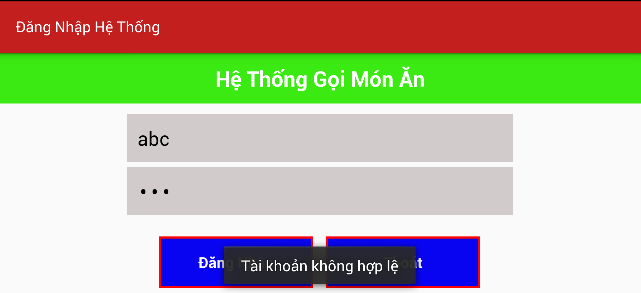 Đăng Nhập Hệ Thống
Hệ Thống Gọi Món Ăn
abc
Tài khoản không hợp lệ